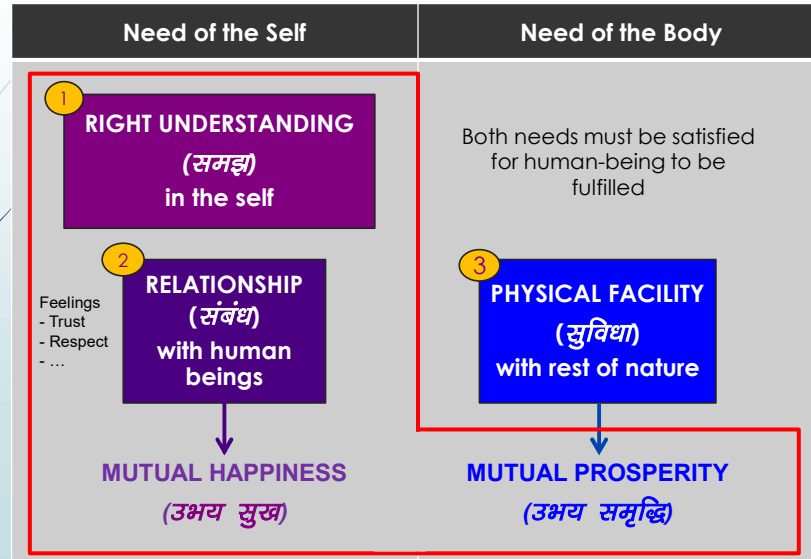 Need of the Self
Need of the Body
1
RIGHT UNDERSTANDING
(समझ)
in the self
Both needs must be satisfied
for human-being to be
fulfilled
2
RELATIONSHIP
(संबंध)
with human
beings
Feelings
- Trust
- Respect
- ...
3
PHYSICAL FACILITY
(सुविधा)
with rest of nature
MUTUAL HAPPINESS
(उभय सुख)
MUTUAL PROSPERITY
(उभय समृद्धि)